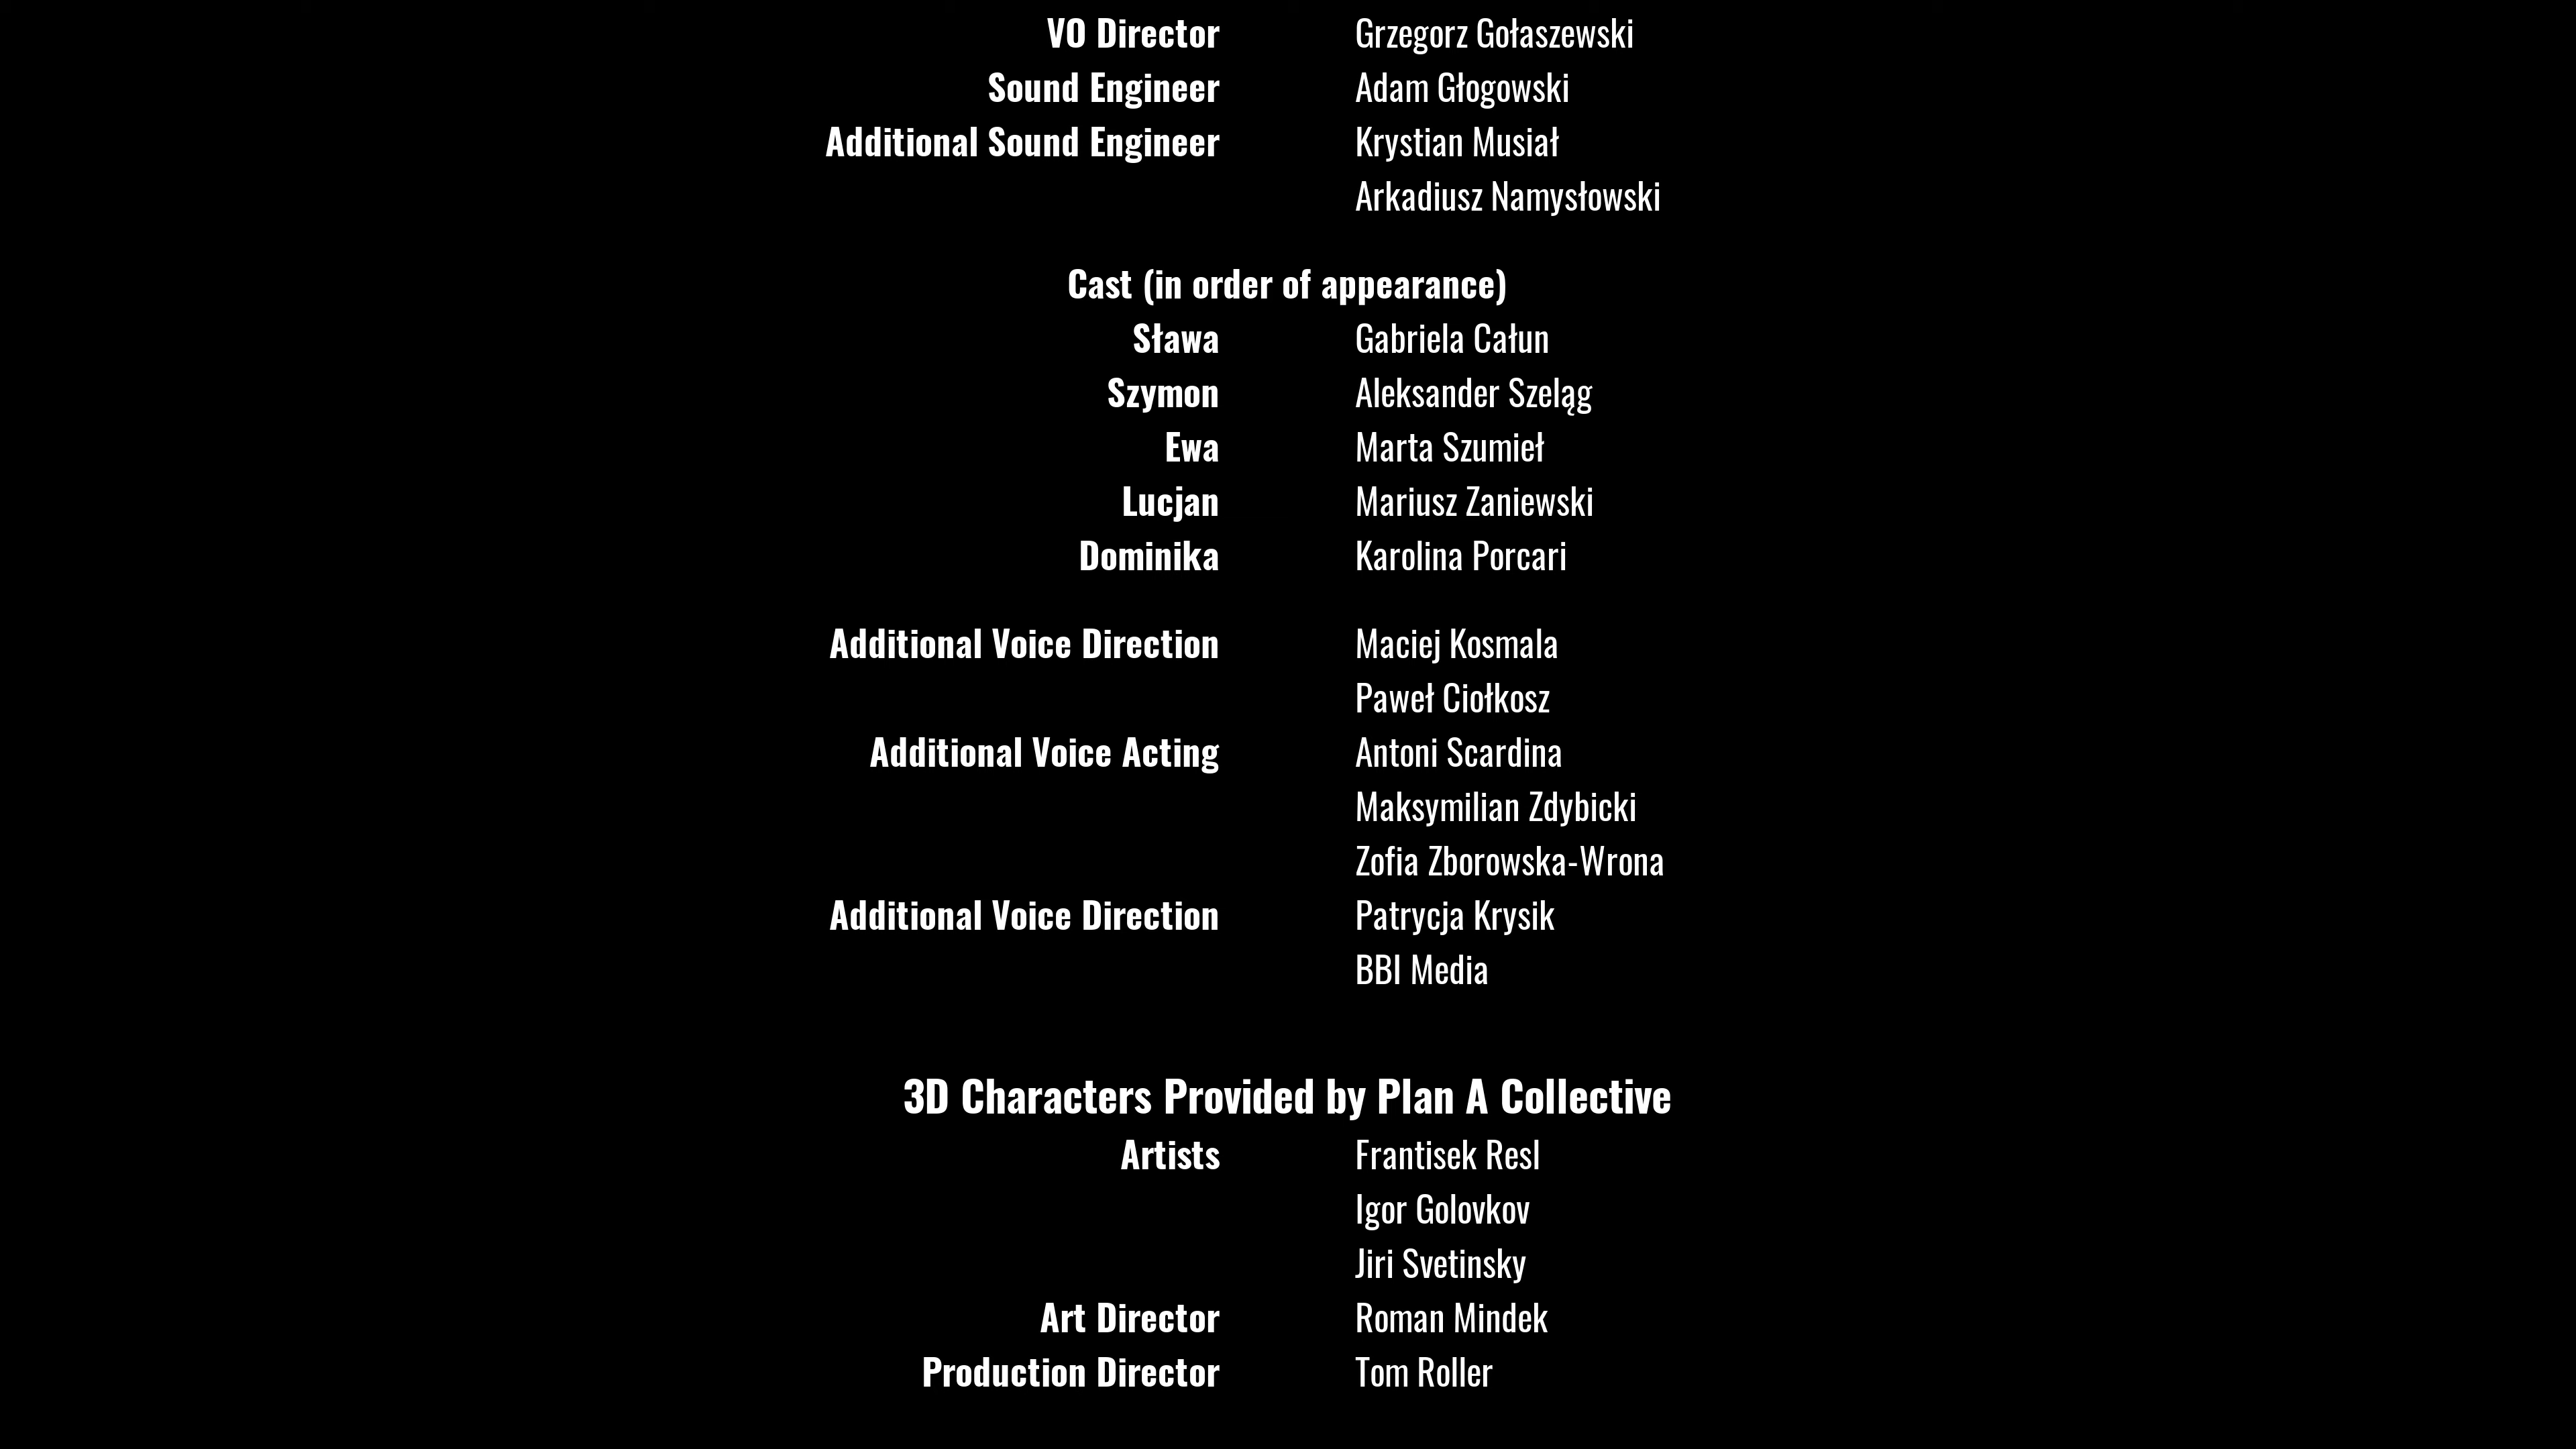 VO Director Grzegorz Gołaszewski
Sound Engineer Adam Głogowski
Additional Sound Engineer Krystian Musiał
Arkadiusz Namysłowski
Cast (in order of appearance)
Sława Gabriela Całun
Szymon Aleksander Szeląg
Ewa Marta Szumieł
Lucjan Mariusz Zaniewski
Dominika Karolina Porcari
Additional Voice Direction Maciej Kosmala
Paweł Ciołkosz
Additional Voice Acting Antoni Scardina
Maksymilian Zdybicki
Zofia Zborowska-Wrona
Additional Voice Direction Patrycja Krysik
BBI Media
3D Characters Provided by Plan A Collective
Artists Frantisek Resl
Igor Golovkov
Jiri Svetinsky
Art Director Roman Mindek
Production Director Tom Roller